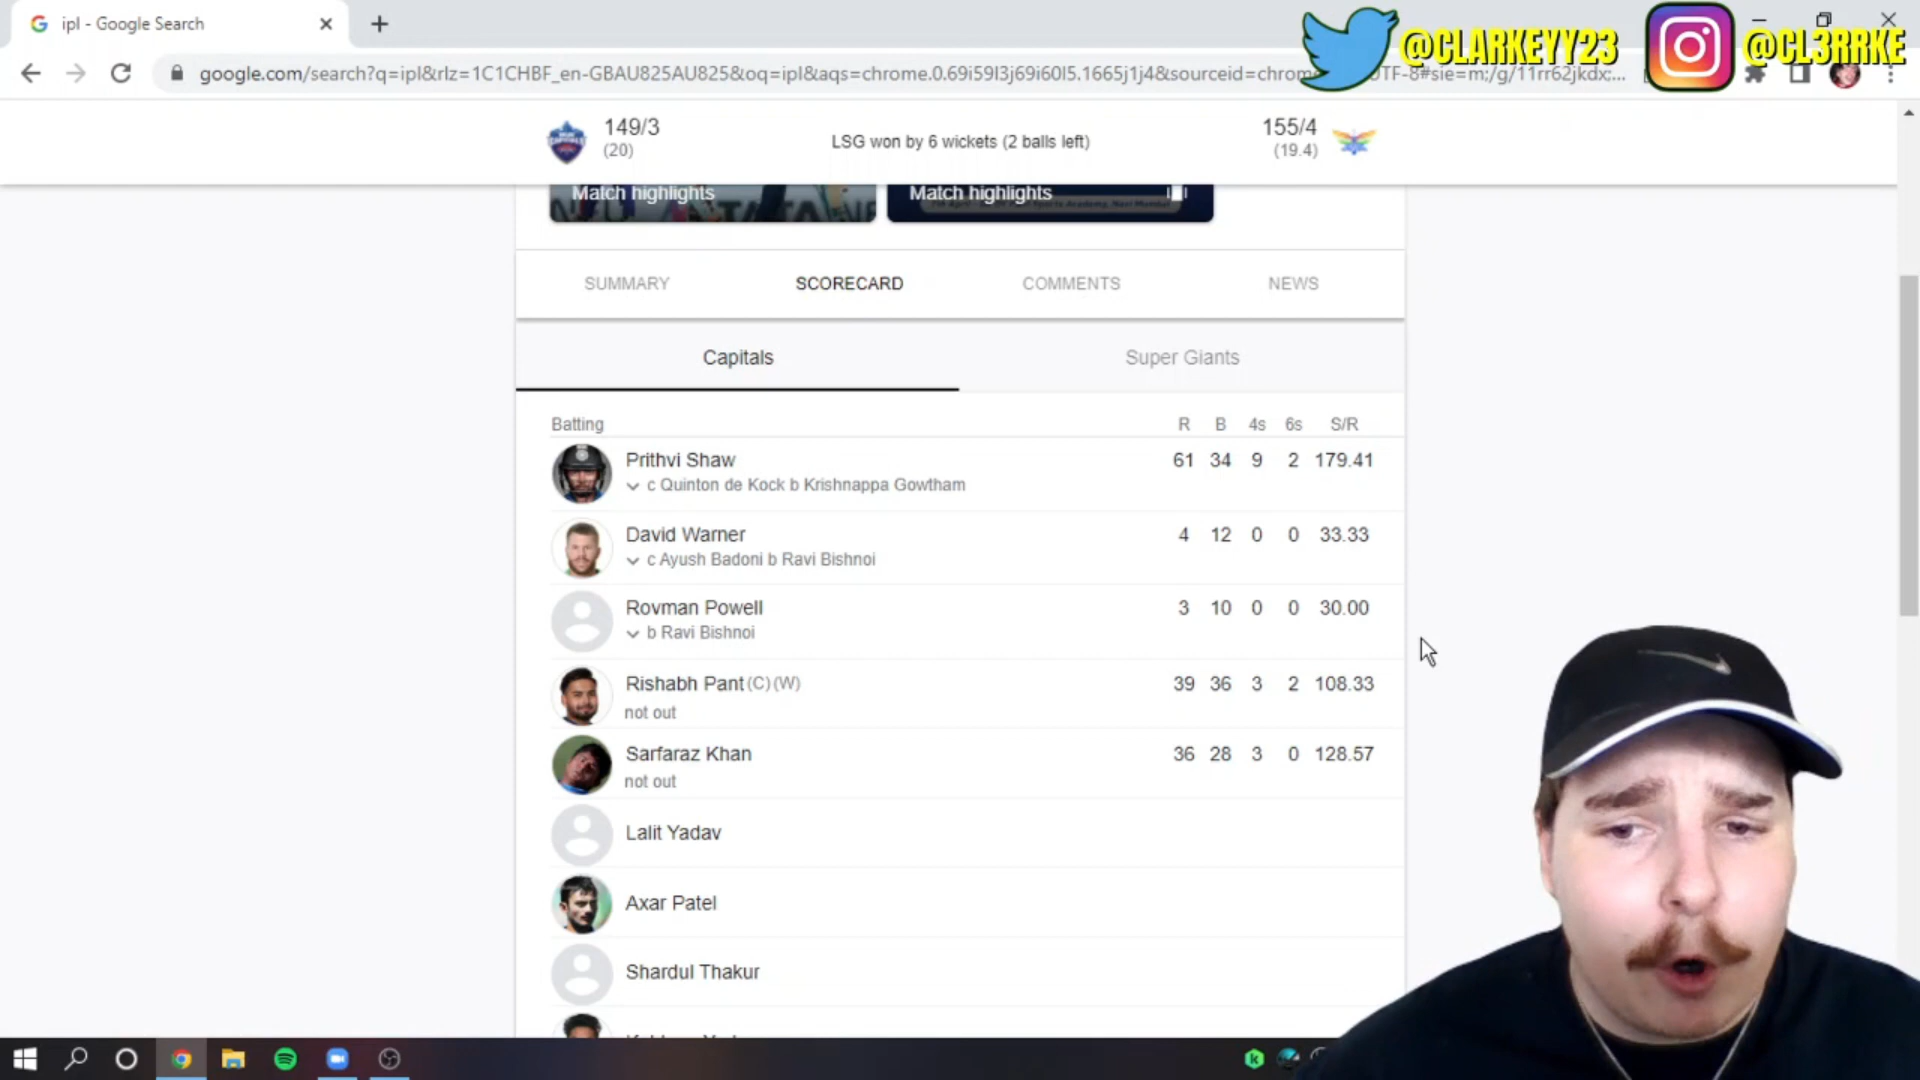 ipl - Google Search
@CLARKEYY23
@CL3RRKE
google.com/search?q=ipl&rlz=1C1CHBF_en-GBAU825AU825&oq=ipl&aqs=chrome.0.69i59l3j69i60l5.1665j1j4&sourceid=chrom TF-8#sie=m;/g/11rr62jkdx;...
149/3
(20)
LSG won by 6 wickets (2 balls left)
155/4
(19.4)
Match highlights
Match highlights
SUMMARY SCORECARD COMMENTS NEWS
Capitals Super Giants
Batting R B 4s 6s S/R
Prithvi Shaw 61 34 9 2 179.41
c Quinton de Kock b Krishnappa Gowtham
David Warner 4 12 0 0 33.33
c Ayush Badoni b Ravi Bishnoi
Rovman Powell 3 10 0 0 30.00
b Ravi Bishnoi
Rishabh Pant (C) (W) 39 36 3 2 108.33
not out
Sarfaraz Khan 36 28 3 0 128.57
not out
Lalit Yadav
Axar Patel
Shardul Thakur